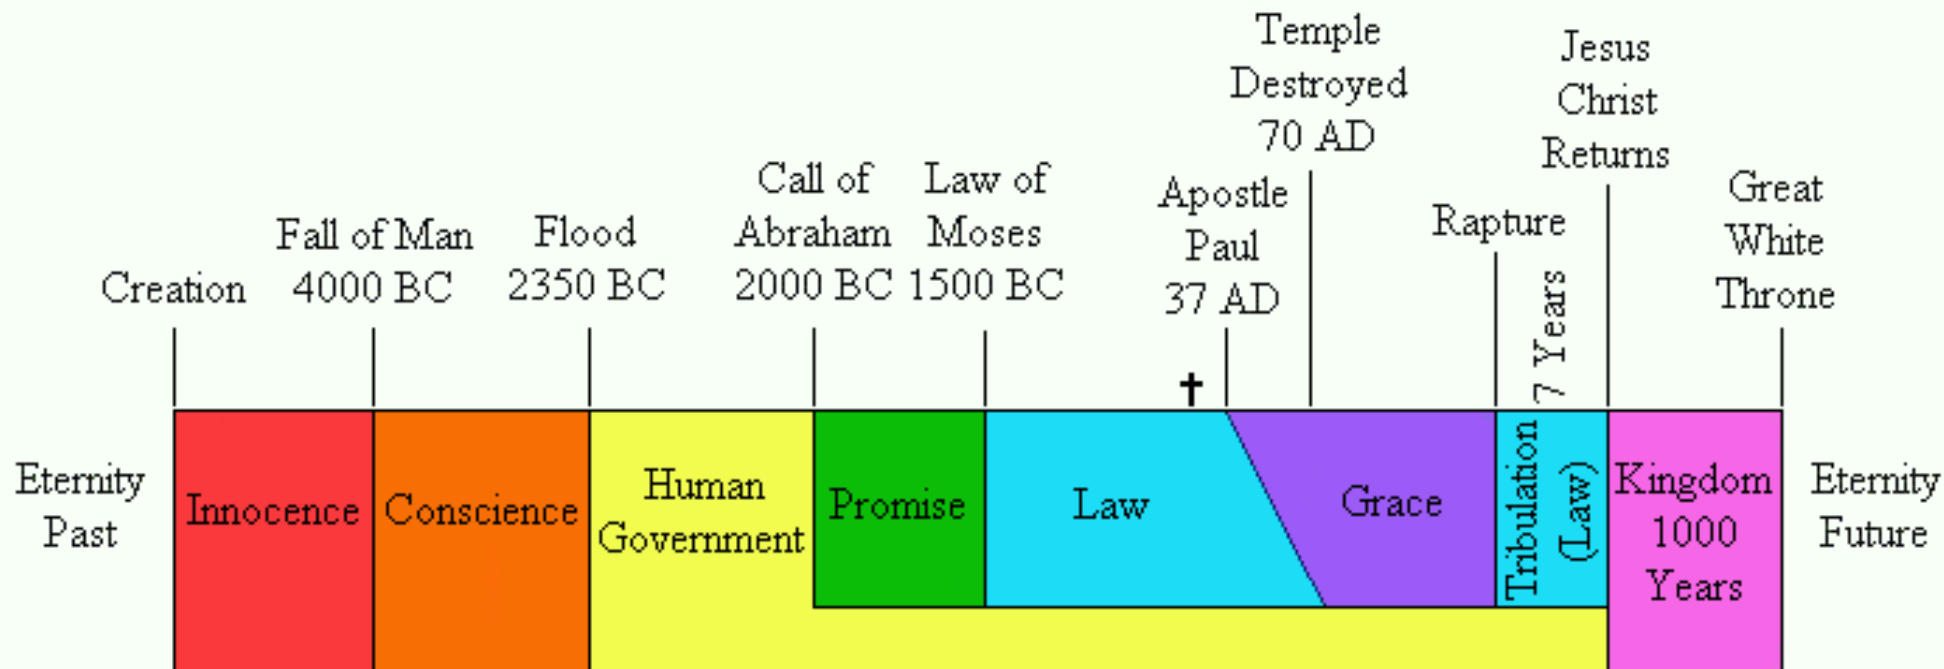 Temple
Destroyed
70 AD
Jesus
Christ
Returns
Call of
Abraham
2000 BC
Law of
Moses
1500 BC
Apostle
Paul
37 AD
Great
White
Throne
Rapture
Fall of Man
4000 BC
Flood
2350 BC
Creation
7 Years
✝
Eternity
Past
Innocence
Conscience
Human
Government
Promise
Law
Grace
Tribulation
(Law)
Kingdom
1000
Years
Eternity
Future